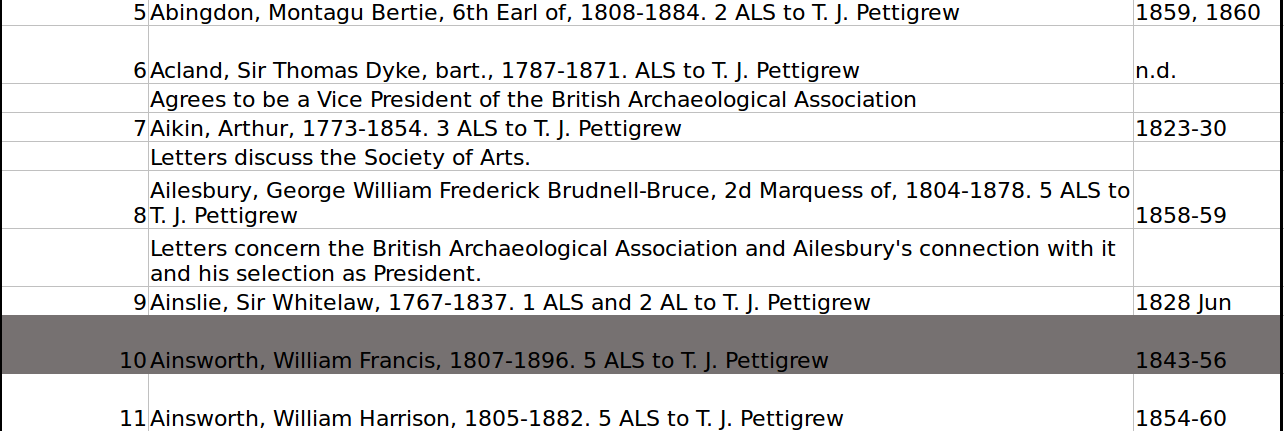 5 Abingdon, Montagu Bertie, 6th Earl of, 1808-1884. 2 ALS to T. J. Pettigrew 1859, 1860
6 Acland, Sir Thomas Dyke, bart., 1787-1871. ALS to T. J. Pettigrew n.d.
Agrees to be a Vice President of the British Archaeological Association
7 Aikin, Arthur, 1773-1854. 3 ALS to T. J. Pettigrew 1823-30
Letters discuss the Society of Arts.
Ailesbury, George William Frederick Brudnell-Bruce, 2d Marquess of, 1804-1878. 5 ALS to
8 T. J. Pettigrew 1858-59
Letters concern the British Archaeological Association and Ailesbury's connection with it
and his selection as President.
9 Ainslie, Sir Whitelaw, 1767-1837. 1 ALS and 2 AL to T. J. Pettigrew 1828 Jun
10 Ainsworth, William Francis, 1807-1896. 5 ALS to T. J. Pettigrew 1843-56
11 Ainsworth, William Harrison, 1805-1882. 5 ALS to T. J. Pettigrew 1854-60